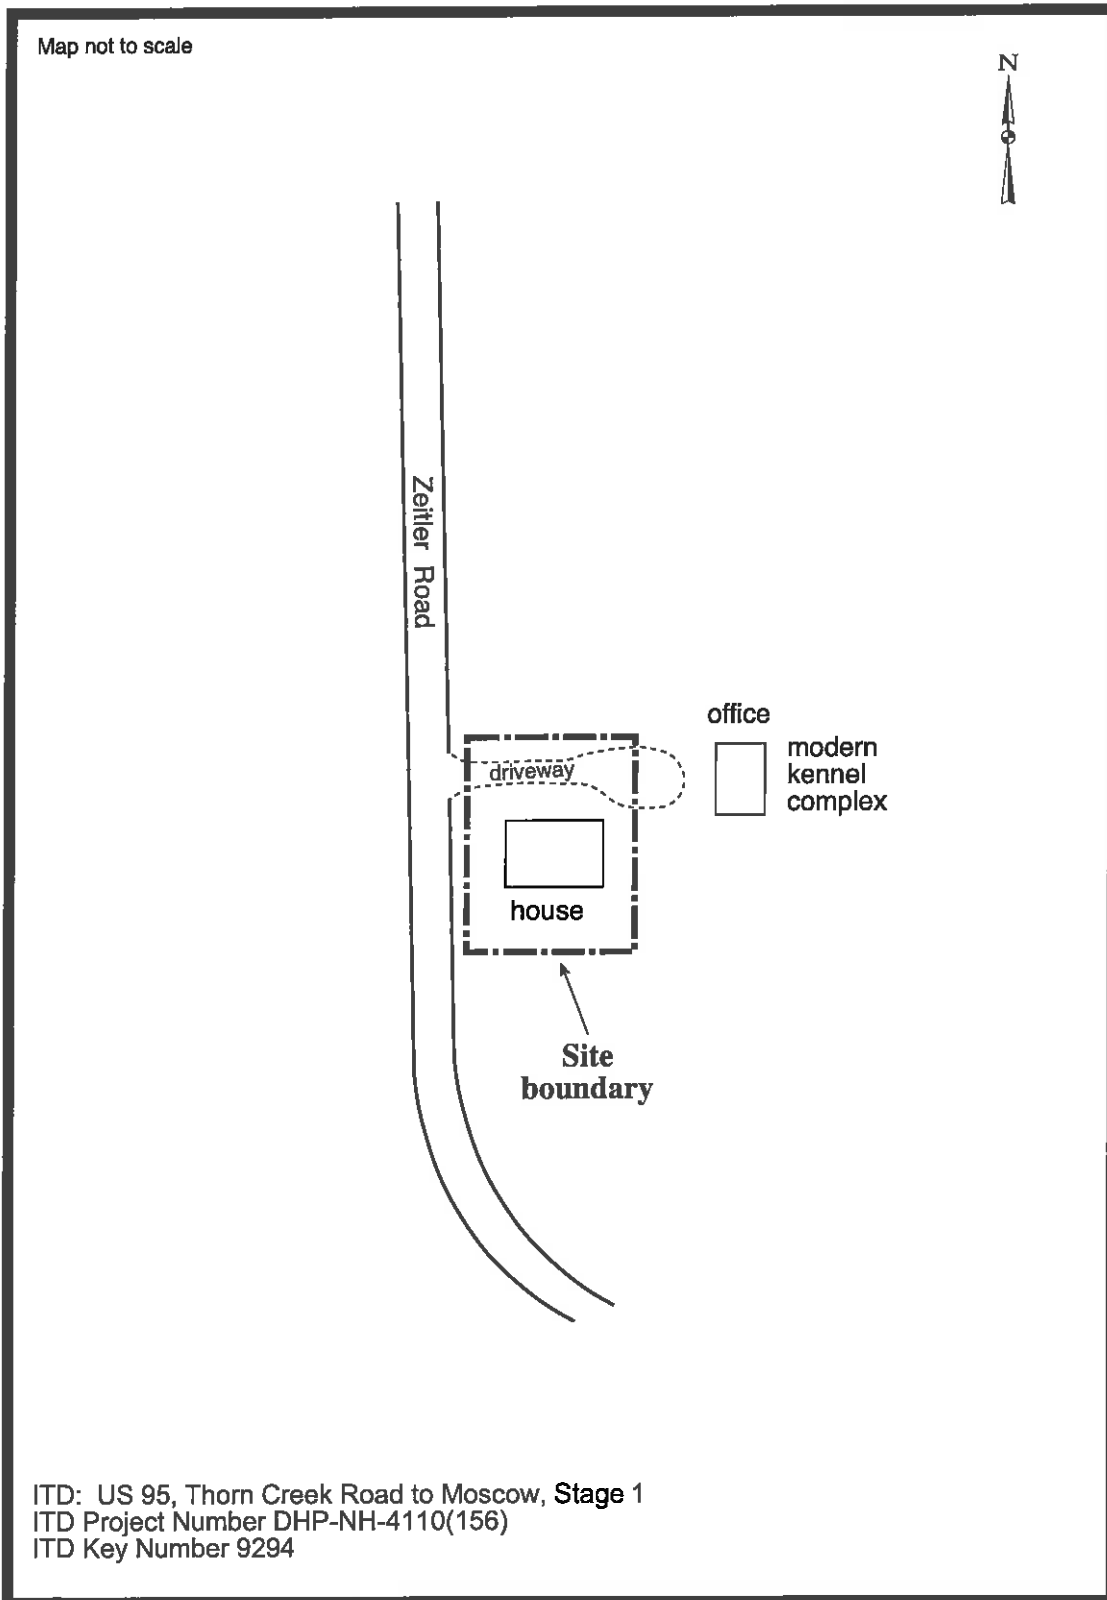 Map not to scale
N
Zeitler Road
office
modern
kennel
complex
driveway
house
Site
boundary
ITD: US 95, Thorn Creek Road to Moscow, Stage 1
ITD Project Number DHP-NH-4110(156)
ITD Key Number 9294